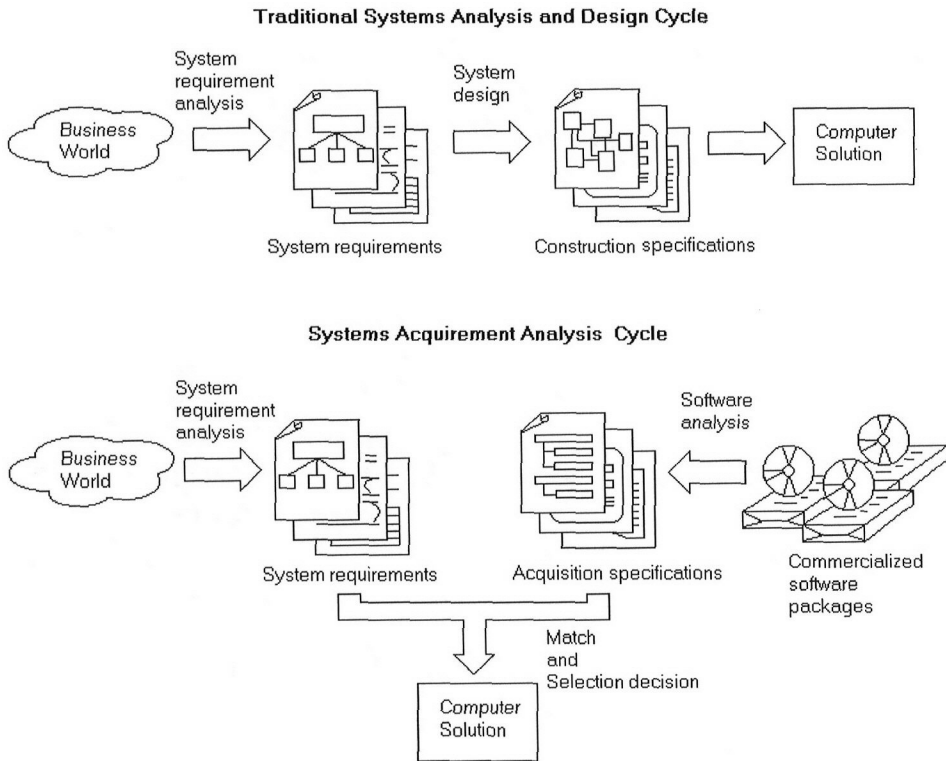 Traditional Systems Analysis and Design Cycle
System
requirement
analysis
System
design
Business
World
Computer
Solution
System requirements
Construction specifications
Systems Acquirement Analysis Cycle
System
requirement
analysis
Software
analysis
Business
World
System requirements
Acquisition specifications
Commercialized
software
packages
Match
and
Selection decision
Computer
Solution